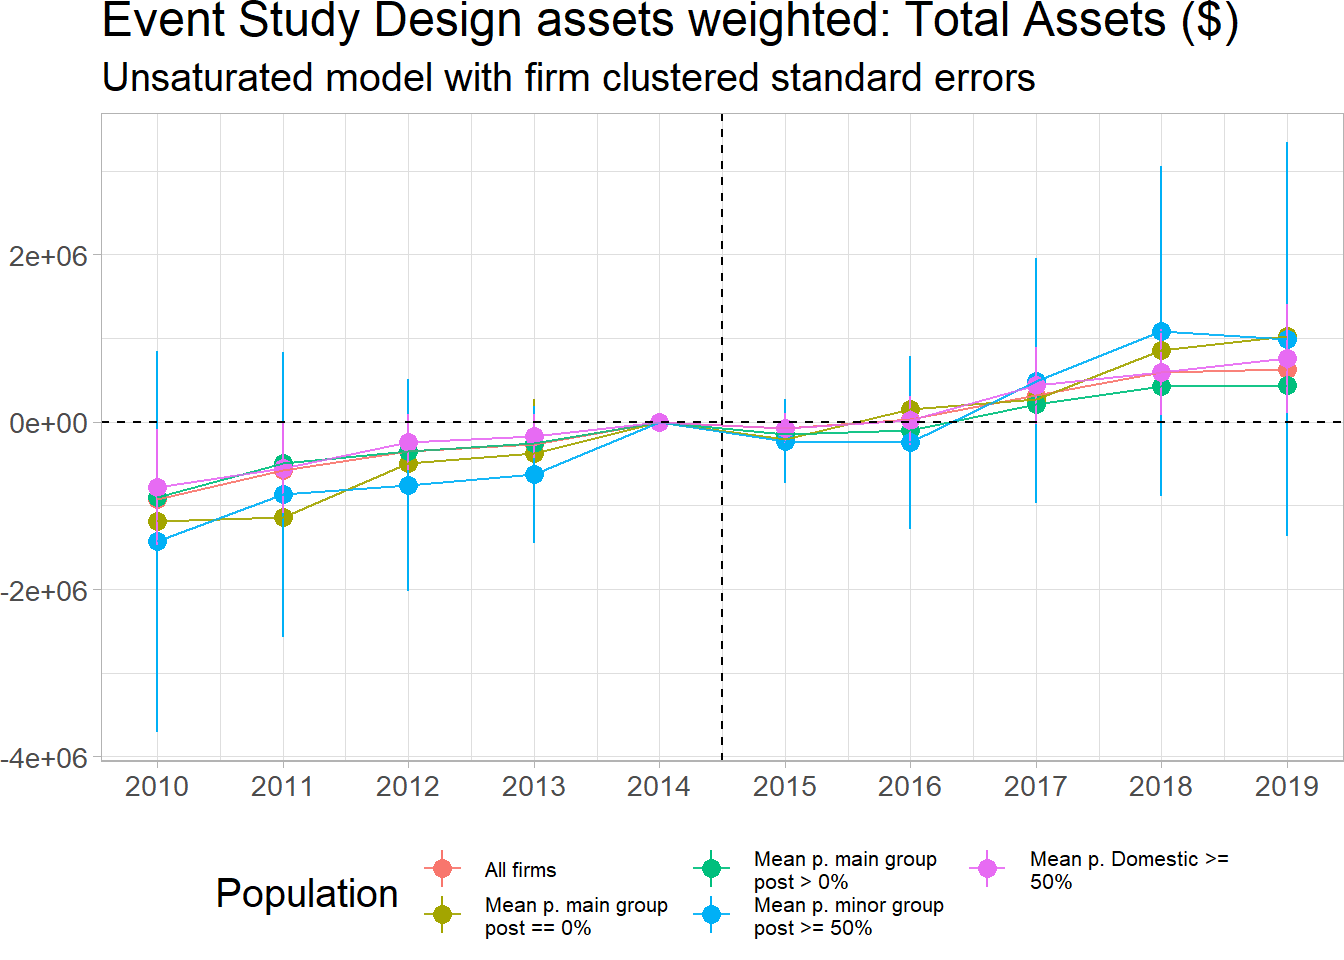 Event Study Design assets weighted: Total Assets ($)
Unsaturated model with firm clustered standard errors
2e+06
0e+00
-2e+06
-4e+06
2010 2011 2012 2013 2014 2015 2016 2017 2018 2019
Population
All firms
Mean p. main group
post == 0%
Mean p. main group
post > 0%
Mean p. minor group
post >= 50%
Mean p. Domestic >=
50%